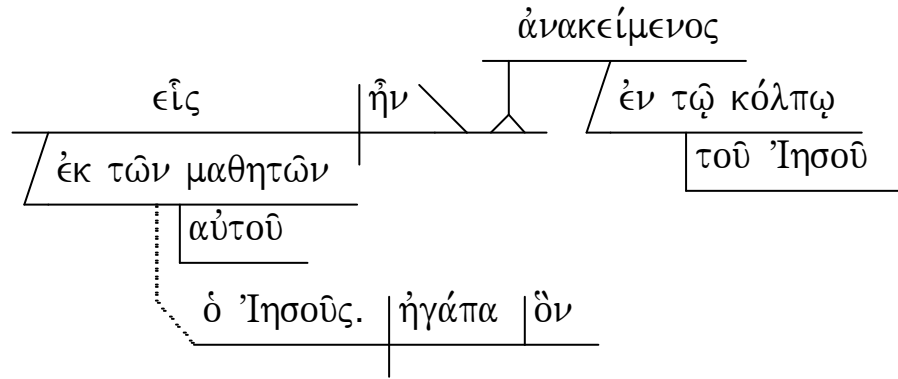 ἀνακείμενος
εἷς ἦν ἐν τῷ κόλπῳ
ἐκ τῶν μαθητῶν τοῦ Ἰησοῦ
αὐτοῦ
ὁ Ἰησοῦς. ἠγάπα ὃν